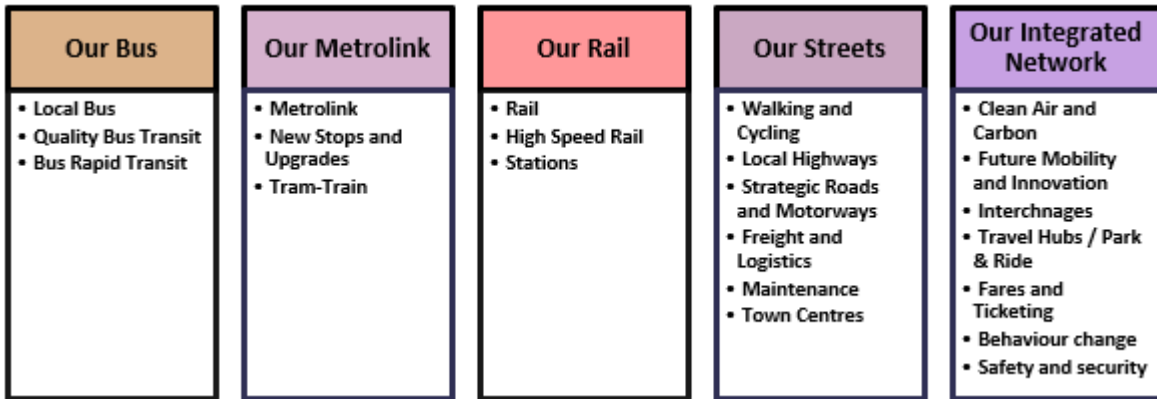 Our Bus
• Local Bus
• Quality Bus Transit
• Bus Rapid Transit
Our Metrolink
• Metrolink
• New Stops and
Upgrades
• Tram-Train
Our Rail
• Rail
• High Speed Rail
• Stations
Our Streets
• Walking and
Cycling
• Local Highways
• Strategic Roads
and Motorways
• Freight and
Logistics
• Maintenance
• Town Centres
Our Integrated
Network
• Clean Air and
Carbon
• Future Mobility
and Innovation
• Interchnages
• Travel Hubs / Park
& Ride
• Fares and
Ticketing
• Behaviour change
• Safety and security